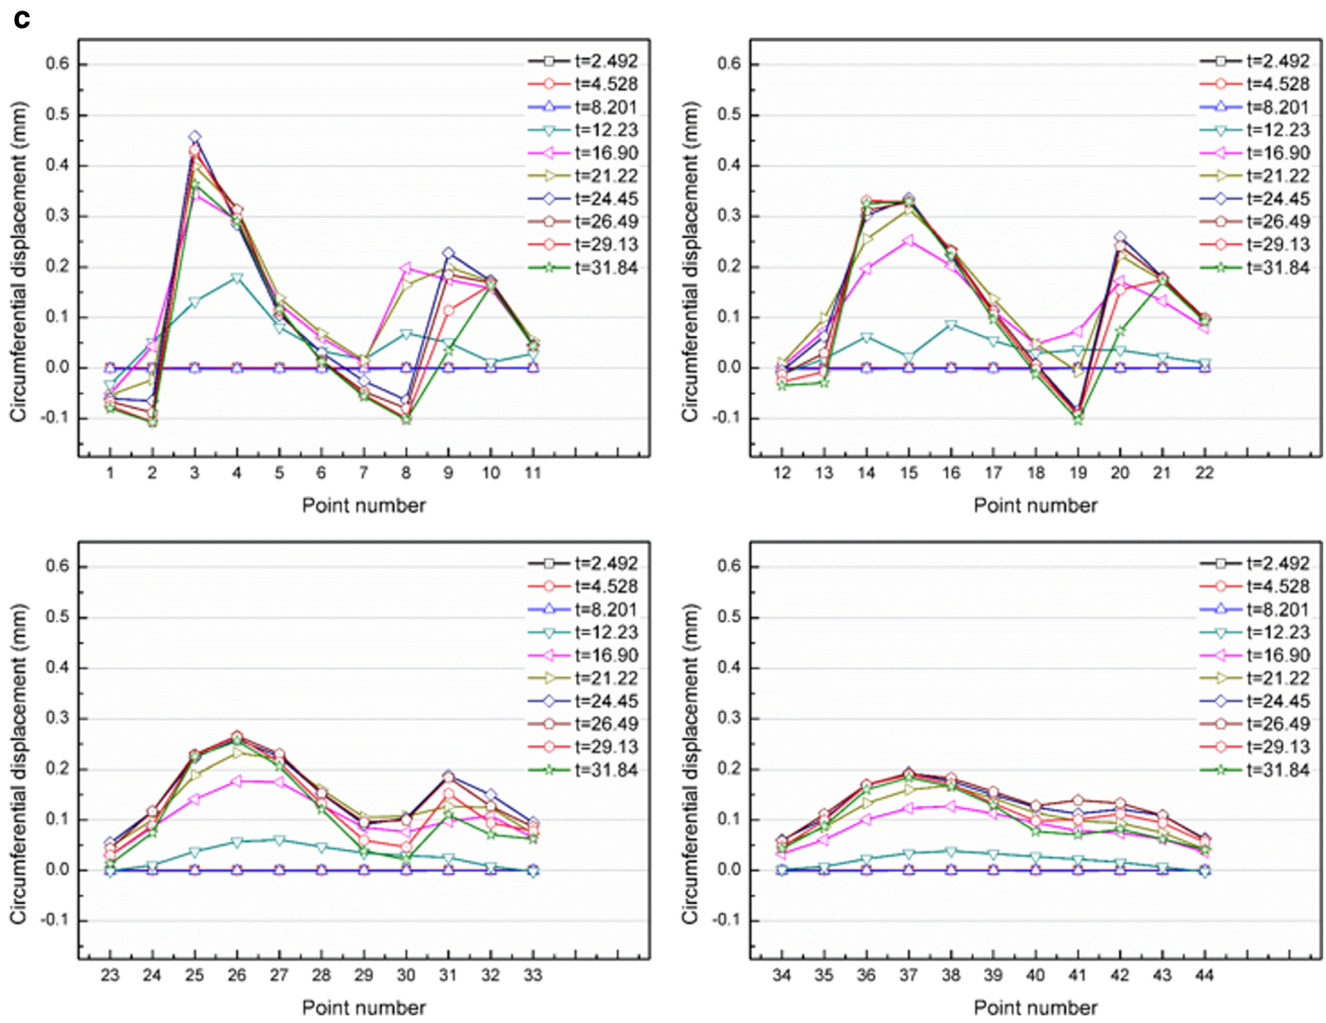 c
Circumferential displacement (mm)
0.6
0.5
0.4
0.3
0.2
0.1
0.0
-0.1
t=2.492
t=4.528
t=8.201
t=12.23
t=16.90
t=21.22
t=24.45
t=26.49
t=29.13
t=31.84
1 2 3 4 5 6 7 8 9 10 11
Point number
Circumferential displacement (mm)
0.6
0.5
0.4
0.3
0.2
0.1
0.0
-0.1
t=2.492
t=4.528
t=8.201
t=12.23
t=16.90
t=21.22
t=24.45
t=26.49
t=29.13
t=31.84
12 13 14 15 16 17 18 19 20 21 22
Point number
Circumferential displacement (mm)
0.6
0.5
0.4
0.3
0.2
0.1
0.0
-0.1
t=2.492
t=4.528
t=8.201
t=12.23
t=16.90
t=21.22
t=24.45
t=26.49
t=29.13
t=31.84
23 24 25 26 27 28 29 30 31 32 33
Point number
Circumferential displacement (mm)
0.6
0.5
0.4
0.3
0.2
0.1
0.0
-0.1
t=2.492
t=4.528
t=8.201
t=12.23
t=16.90
t=21.22
t=24.45
t=26.49
t=29.13
t=31.84
34 35 36 37 38 39 40 41 42 43 44
Point number